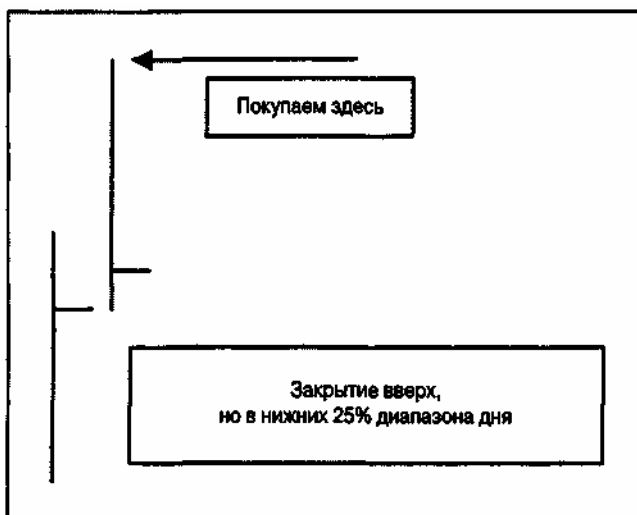 Покупаем здесь
Закрытие вверх,
но в нижних 25% диапазона дня